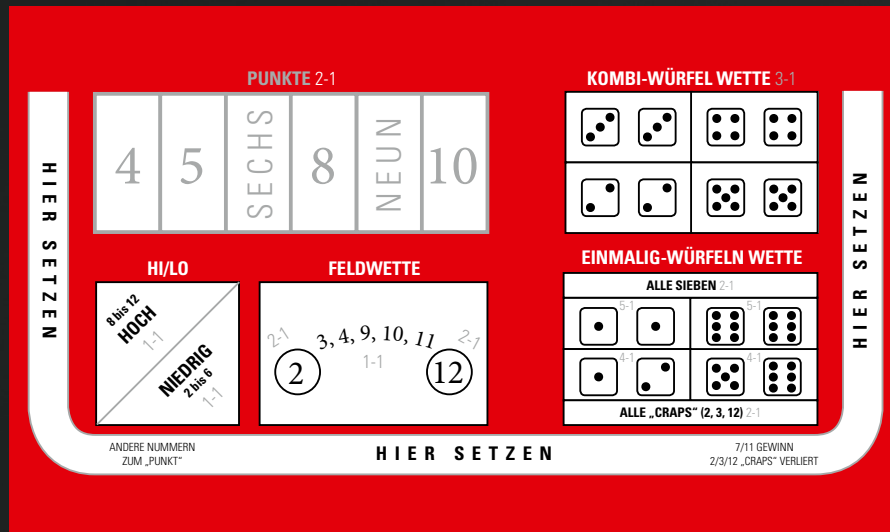 PUNKTE 2-1
4
5
SECHS
8
NEUN
10
KOMBI-WÜRFEL WETTE 3-1
HIER SETZEN
HI/LO
8 bis 12
HOCH
1-1
NIEDRIG
2 bis 6
1-1
FELDWETTE
2-1
3, 4, 9, 10, 11
2-1
1-1
2
12
EINMALIG-WÜRFELN WETTE
ALLE SIEBEN 2-1
5-1
5-1
4-1
4-1
ALLE „CRAPS“ (2, 3, 12) 2-1
HIER SETZEN
ANDERE NUMMERN
ZUM „PUNKT“
HIER SETZEN
7/11 GEWINN
2/3/12 „CRAPS“ VERLIERT